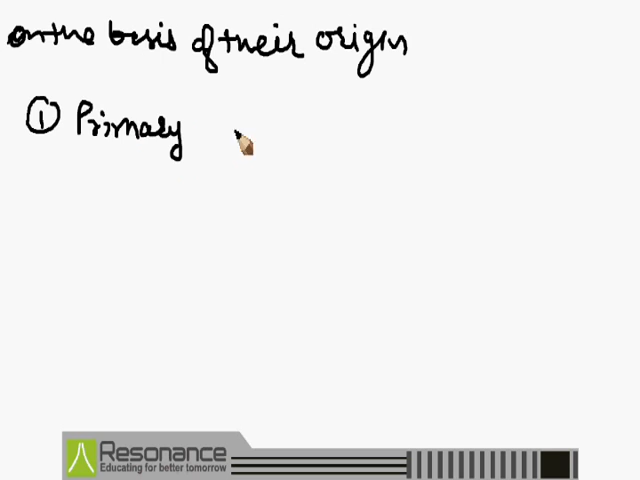 on the basis of their origin
① Primary
Resonance
Educating for better tomorrow